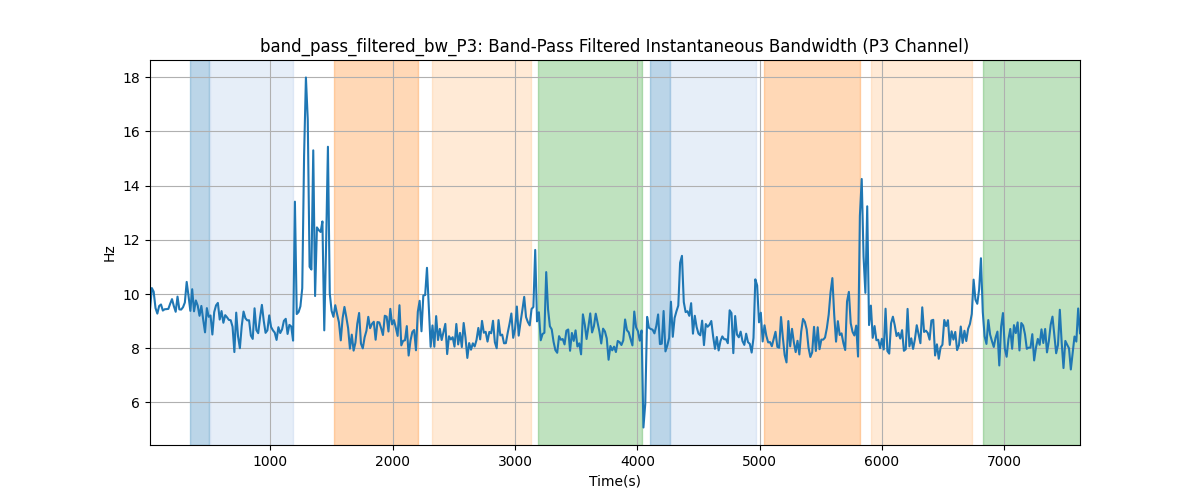 band_pass_filtered_bw_P3: Band-Pass Filtered Instantaneous Bandwidth (P3 Channel)
18
16
14
12
10
8
6
Hz
1000 2000 3000 4000 5000 6000 7000
Time(s)